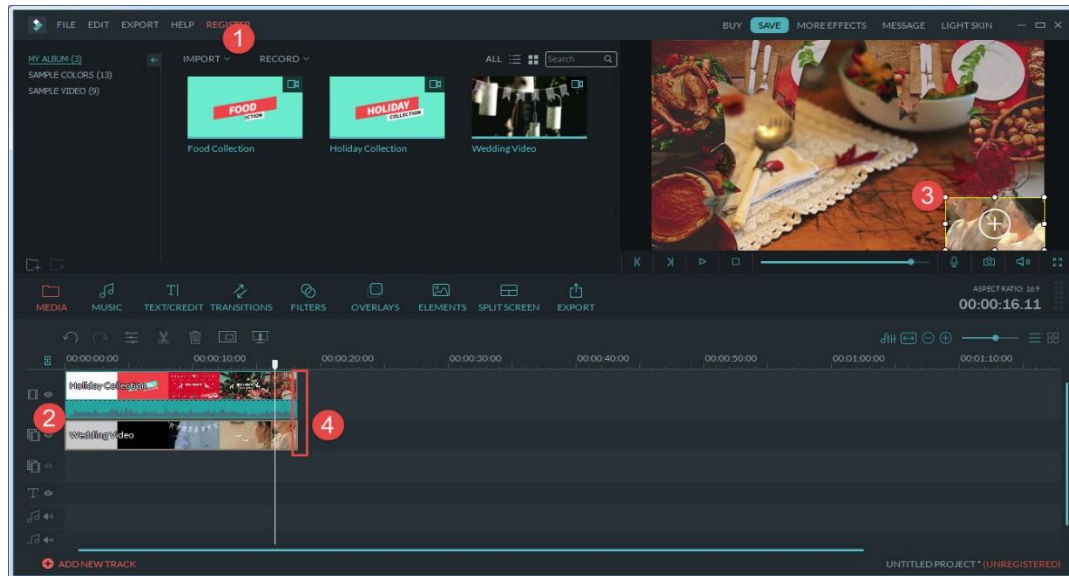 FILE EDIT EXPORT HELP REGISTER
BUY SAVE MORE EFFECTS MESSAGE LIGHT SKIN
1
MY ALBUM (3)
SAMPLE COLORS (13)
SAMPLE VIDEO (9)
IMPORT RECORD ALL Search
FOOD
HOLIDAY
COLLECTION
Food Collection Holiday Collection Wedding Video
3
MEDIA MUSIC TEXT/CREDIT TRANSITIONS FILTERS OVERLAYS ELEMENTS SPLIT SCREEN EXPORT
ASPECT RATIO: 16:9
00:00:16.11
00:00:00:00 00:00:10:00 00:00:20:00 00:00:30:00 00:00:40:00 00:00:50:00 00:01:00:00 00:01:10:00
Holiday Collection
2
4
Wedding Video
T
ADD NEW TRACK
UNTITLED PROJECT * (UNREGISTERED)